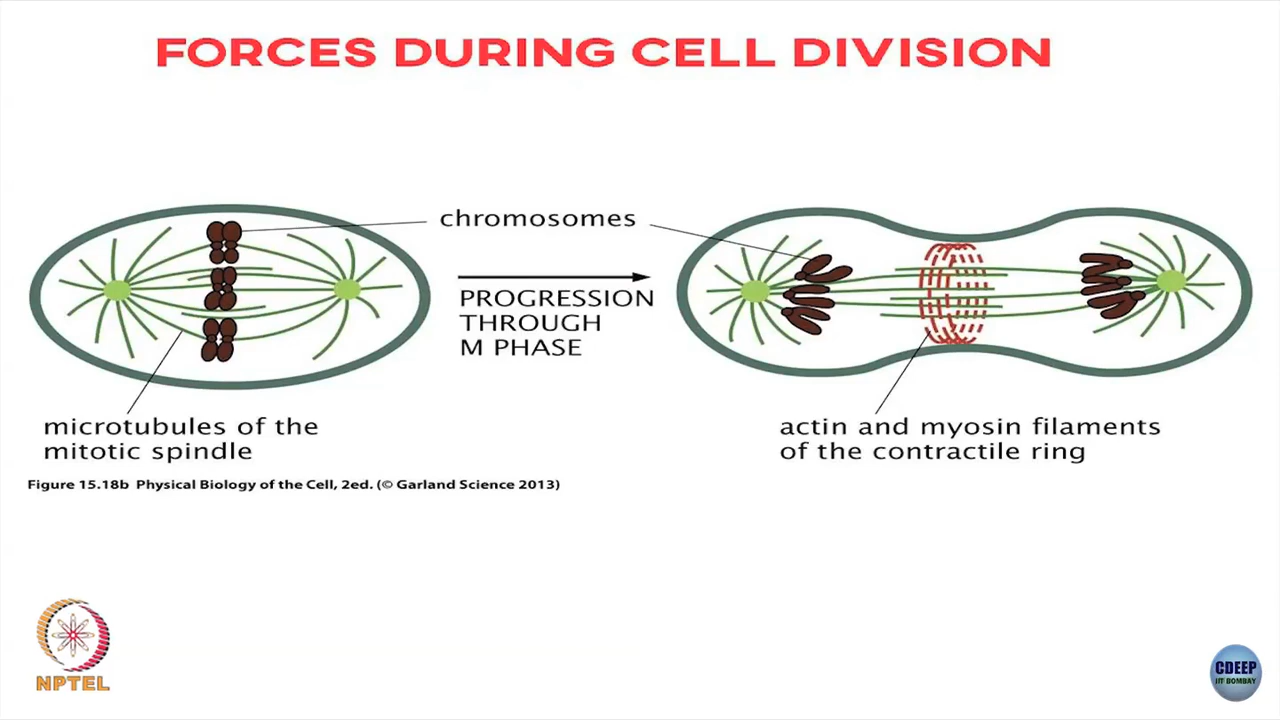 FORCES DURING CELL DIVISION
chromosomes
PROGRESSION
THROUGH
M PHASE
microtubules of the
mitotic spindle
actin and myosin filaments
of the contractile ring
Figure 15.18b Physical Biology of the Cell, 2ed. (© Garland Science 2013)
NPTEL
CDEEP
IIT BOMBAY